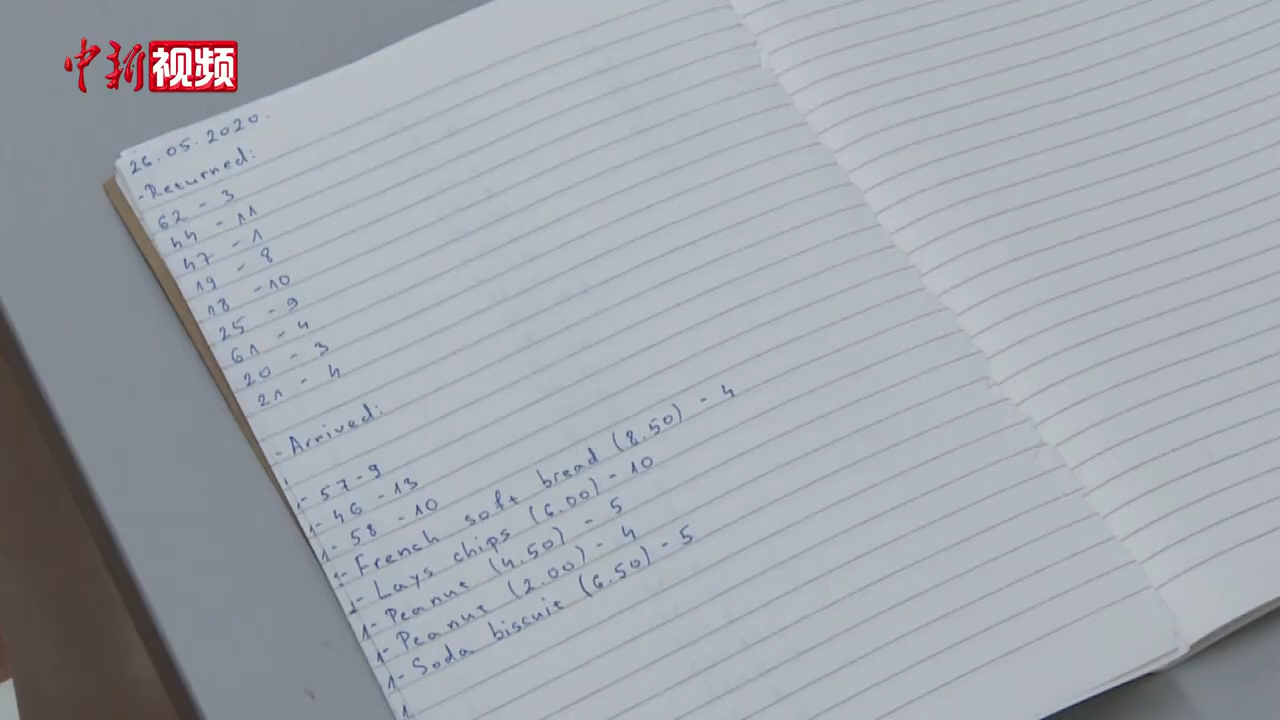 中新视频
26.05.2020.
- Returned:
62 - 3
44 - 11
47 - 1
19 - 8
18 - 10
25 - 9
61 - 4
20 - 3
21 - 4
- Arrived:
1 - 57 - 9
1 - 46 - 13
1 - 58 - 10
1 - French soft bread (8.50) - 4
1 - Lays chips (6.00) - 10
1 - Peanut (4.50) - 5
1 - Peanut (2.00) - 4
1 - Soda biscuit (6.50) - 5
1